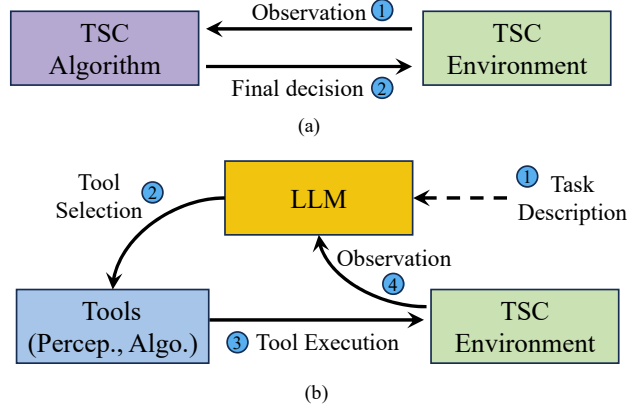 Observation 1
TSC
Algorithm
TSC
Environment
Final decision 2
(a)
Tool
Selection
2
LLM
1
Task
Description
Observation
4
Tools
(Percep., Algo.)
3 Tool Execution
TSC
Environment
(b)